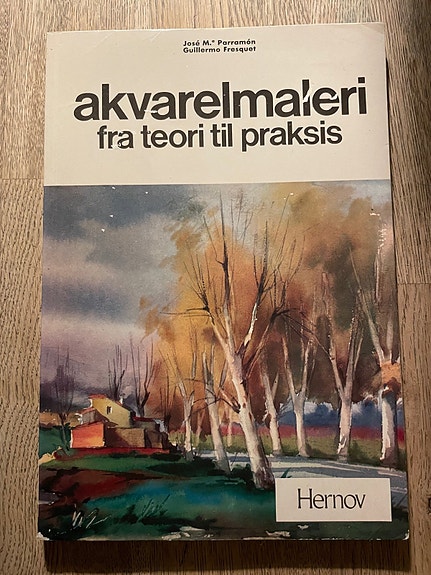 José M.ª Parramón
Guillermo Fresquet
akvarelmaleri
fra teori til praksis
Hernov